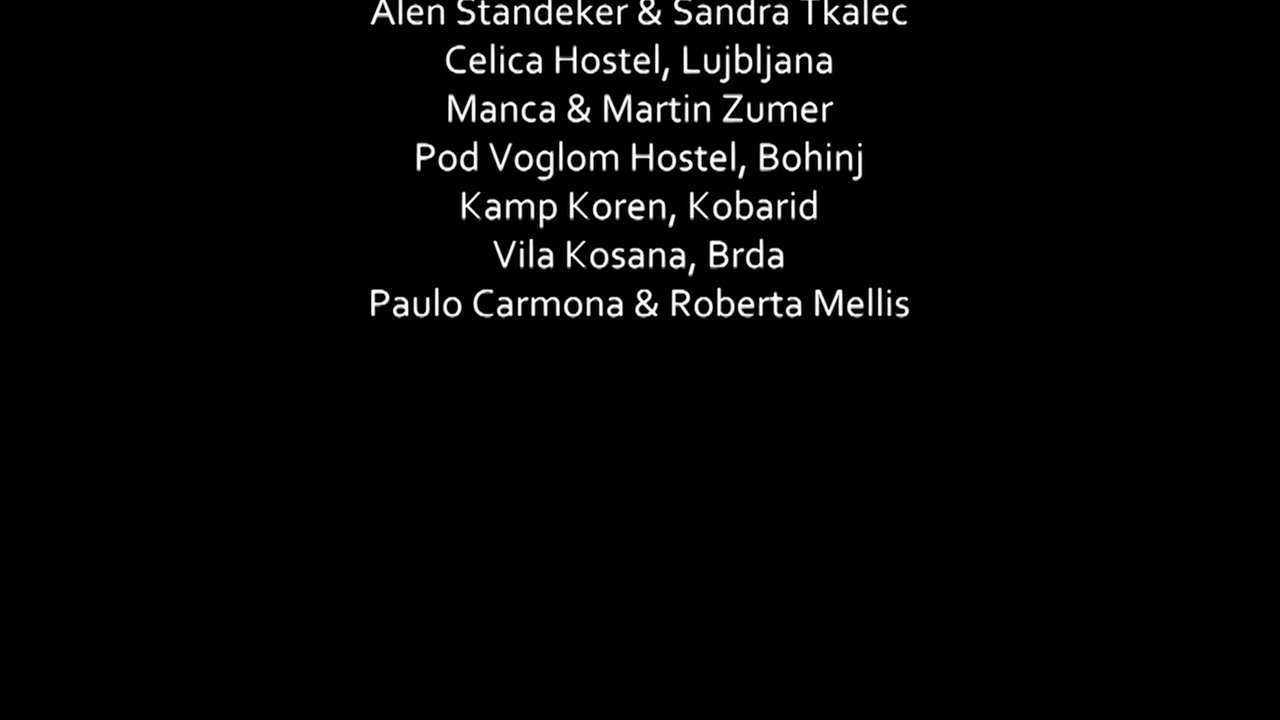 Alen Standeker & Sandra Tkalec
Celica Hostel, Lujbljana
Manca & Martin Zumer
Pod Voglom Hostel, Bohinj
Kamp Koren, Kobarid
Vila Kosana, Brda
Paulo Carmona & Roberta Mellis